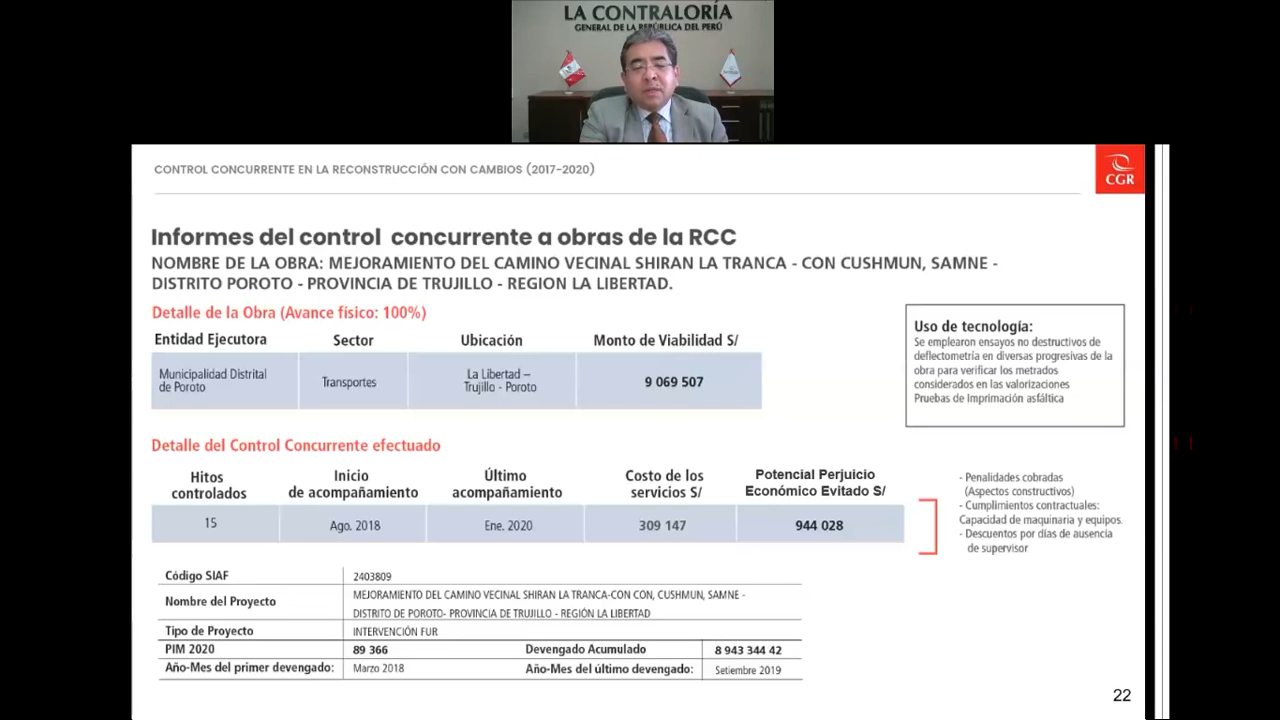 LA CONTRALORÍA
GENERAL DE LA REPÚBLICA DEL PERÚ
CONTROL CONCURRENTE EN LA RECONSTRUCCIÓN CON CAMBIOS (2017-2020)
CGR
Informes del control concurrente a obras de la RCC
NOMBRE DE LA OBRA: MEJORAMIENTO DEL CAMINO VECINAL SHIRAN LA TRANCA - CON CUSHMUN, SAMNE -
DISTRITO POROTO - PROVINCIA DE TRUJILLO - REGION LA LIBERTAD.
Detalle de la Obra (Avance físico: 100%)
Entidad Ejecutora Sector Ubicación Monto de Viabilidad S/
Municipalidad Distrital
de Poroto
Transportes
La Libertad –
Trujillo - Poroto
9 069 507
Uso de tecnología:
Se emplearon ensayos no destructivos de
deflectometría en diversas progresivas de la
obra para verificar los metrados
considerados en las valorizaciones
Pruebas de Imprimación asfáltica
Detalle del Control Concurrente efectuado
Hitos
controlados
Inicio
de acompañamiento
Último
acompañamiento
Costo de los
servicios S/
Potencial Perjuicio
Económico Evitado S/
15 Ago. 2018 Ene. 2020 309 147 944 028
- Penalidades cobradas
(Aspectos constructivos)
- Cumplimientos contractuales:
Capacidad de maquinaria y equipos.
- Descuentos por días de ausencia
de supervisor
Código SIAF 2403809
Nombre del Proyecto
MEJORAMIENTO DEL CAMINO VECINAL SHIRAN LA TRANCA-CON CON, CUSHMUN, SAMNE -
DISTRITO DE POROTO- PROVINCIA DE TRUJILLO - REGIÓN LA LIBERTAD
Tipo de Proyecto INTERVENCIÓN FUR
PIM 2020 89 366 Devengado Acumulado 8 943 344 42
Año-Mes del primer devengado: Marzo 2018 Año-Mes del último devengado: Setiembre 2019
22